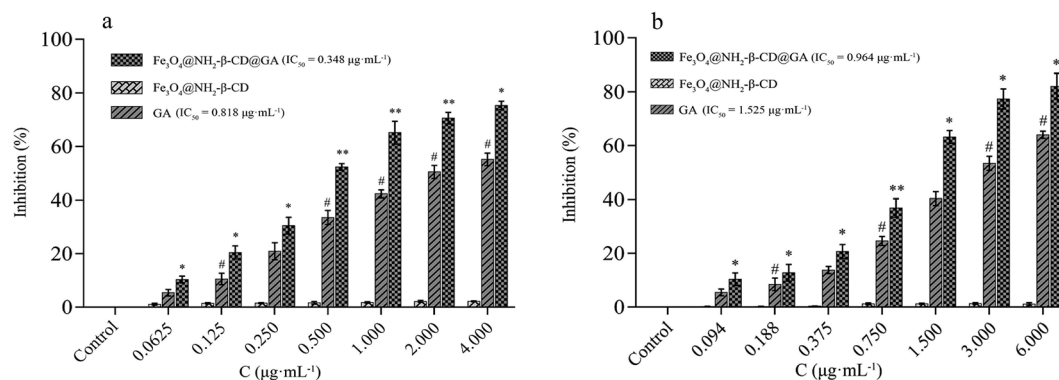 a
Fe₃O₄@NH₂-β-CD@GA (IC₅₀ = 0.348 μg·mL⁻¹)
Fe₃O₄@NH₂-β-CD
GA (IC₅₀ = 0.818 μg·mL⁻¹)
Inhibition (%)
100
80
60
40
20
0
* # * * # ** # ** # ** # *
Control 0.0625 0.125 0.250 0.500 1.000 2.000 4.000
C (μg·mL⁻¹)
b
Fe₃O₄@NH₂-β-CD@GA (IC₅₀ = 0.964 μg·mL⁻¹)
Fe₃O₄@NH₂-β-CD
GA (IC₅₀ = 1.525 μg·mL⁻¹)
Inhibition (%)
100
80
60
40
20
0
* # * * # ** * # * # *
Control 0.094 0.188 0.375 0.750 1.500 3.000 6.000
C (μg·mL⁻¹)